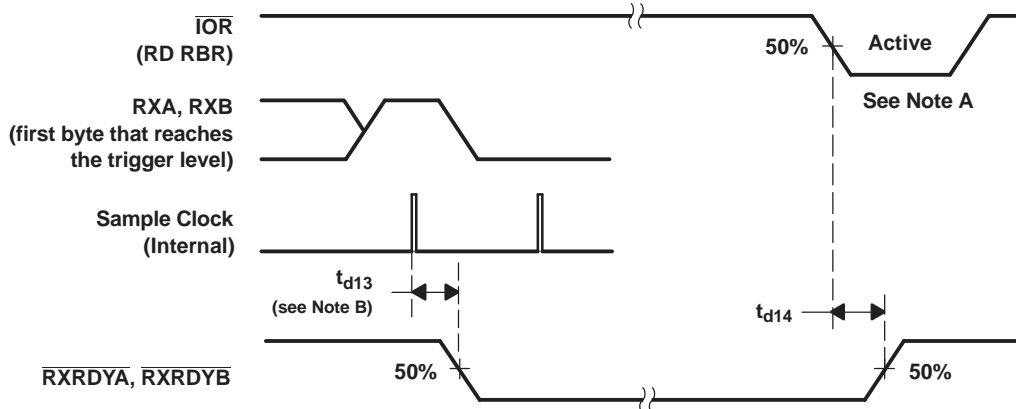 IOR
(RD RBR)
50%
Active
See Note A
RXA, RXB
(first byte that reaches
the trigger level)
Sample Clock
(Internal)
td13
(see Note B)
td14
RXRDYA, RXRDYB
50%
50%